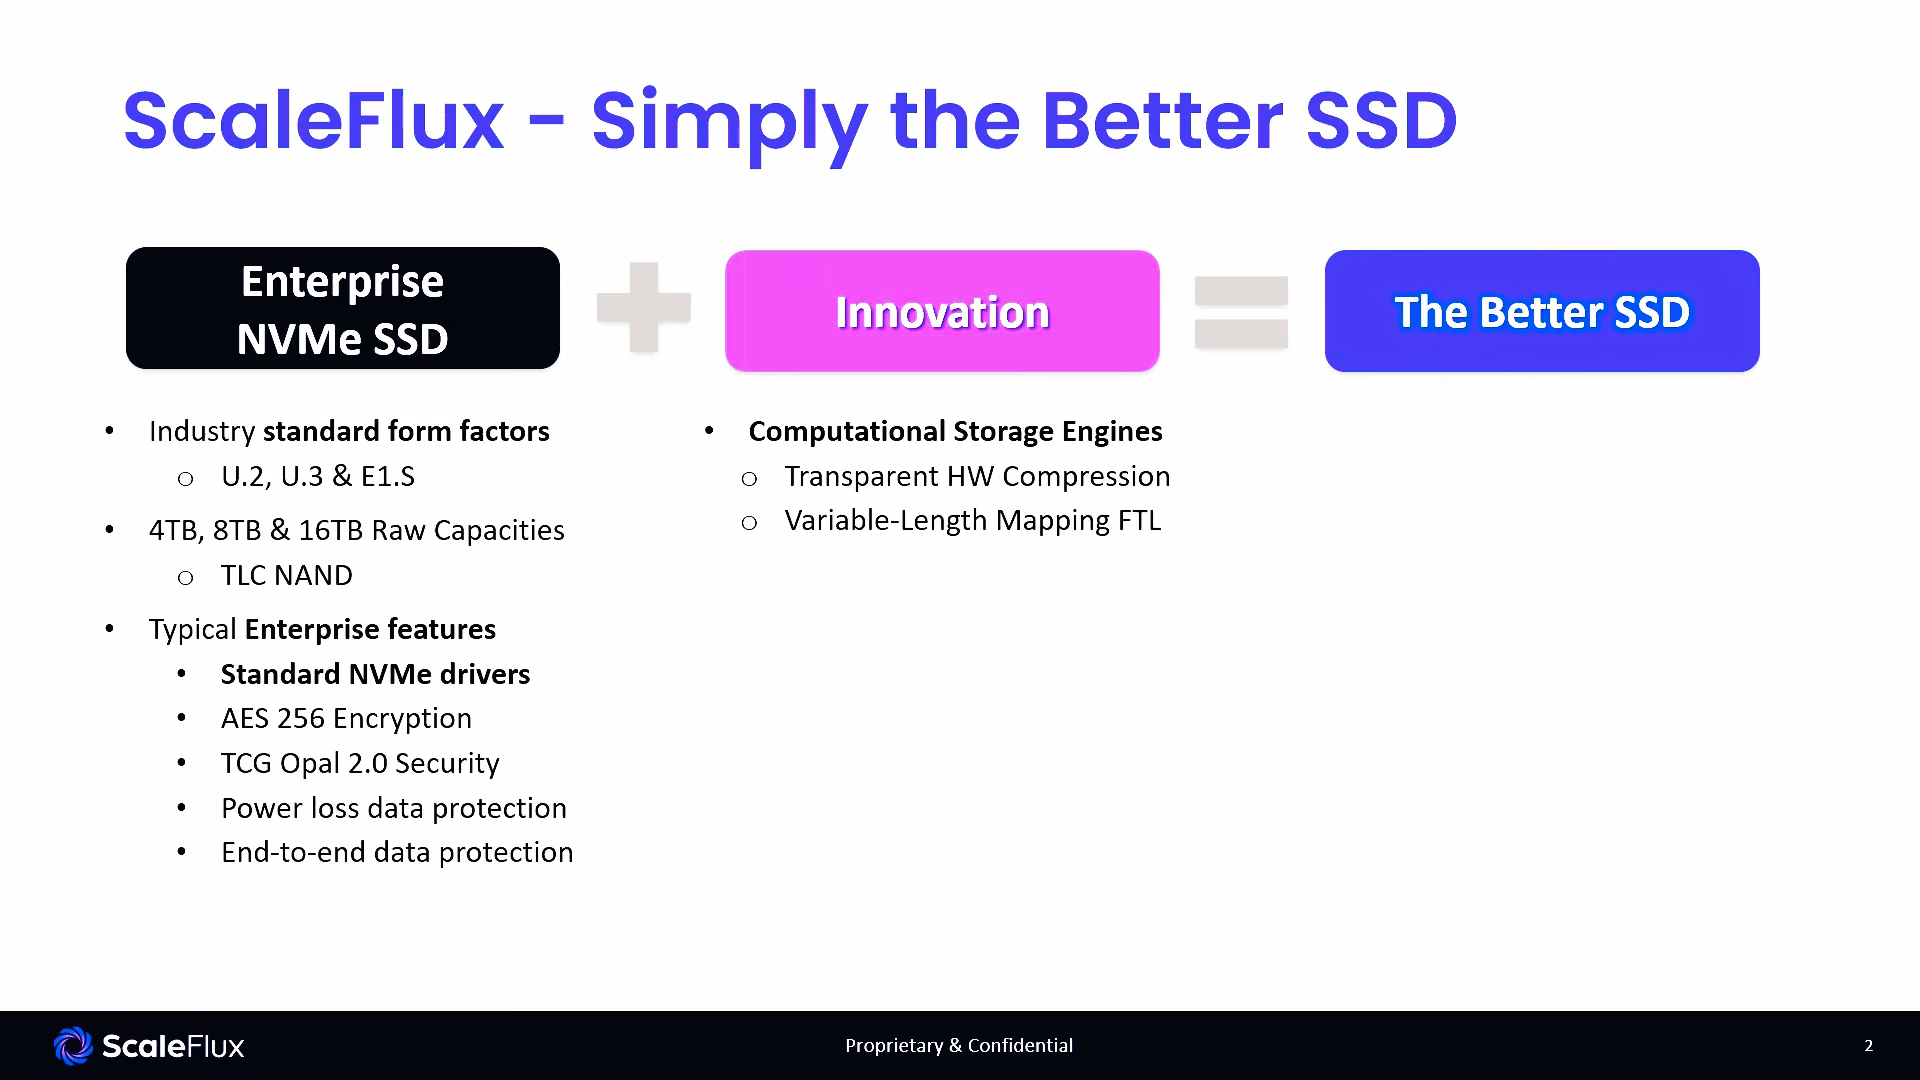 ScaleFlux - Simply the Better SSD
Enterprise
NVMe SSD
Innovation
The Better SSD
• Industry standard form factors
o U.2, U.3 & E1.S
• 4TB, 8TB & 16TB Raw Capacities
o TLC NAND
• Typical Enterprise features
• Standard NVMe drivers
• AES 256 Encryption
• TCG Opal 2.0 Security
• Power loss data protection
• End-to-end data protection
• Computational Storage Engines
o Transparent HW Compression
o Variable-Length Mapping FTL
ScaleFlux
Proprietary & Confidential
2